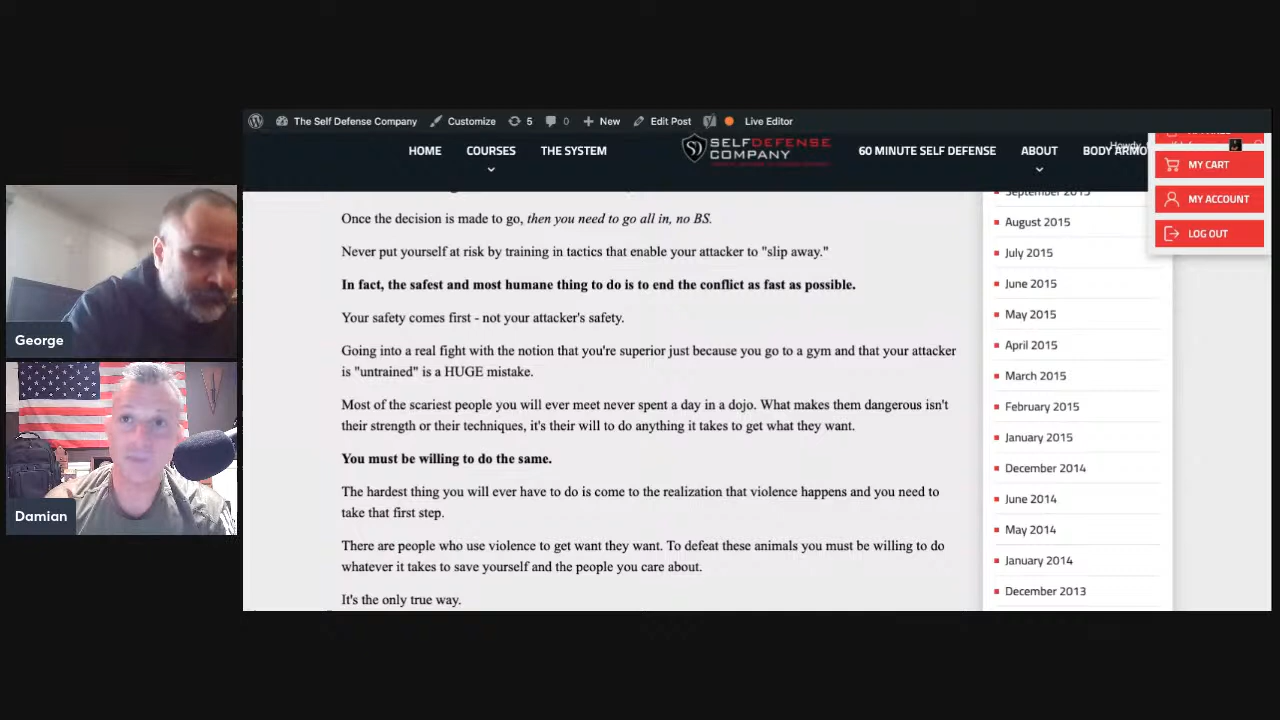 The Self Defense Company Customize 5 0 New Edit Post Live Editor
HOME COURSES THE SYSTEM SELFDEFENSE COMPANY 60 MINUTE SELF DEFENSE ABOUT BODY ARMO
MY CART
MY ACCOUNT
LOG OUT
Once the decision is made to go, then you need to go all in, no BS.
Never put yourself at risk by training in tactics that enable your attacker to "slip away."
In fact, the safest and most humane thing to do is to end the conflict as fast as possible.
Your safety comes first - not your attacker's safety.
Going into a real fight with the notion that you're superior just because you go to a gym and that your attacker
is "untrained" is a HUGE mistake.
Most of the scariest people you will ever meet never spent a day in a dojo. What makes them dangerous isn't
their strength or their techniques, it's their will to do anything it takes to get what they want.
You must be willing to do the same.
The hardest thing you will ever have to do is come to the realization that violence happens and you need to
take that first step.
There are people who use violence to get want they want. To defeat these animals you must be willing to do
whatever it takes to save yourself and the people you care about.
It's the only true way.
September 2015
August 2015
July 2015
June 2015
May 2015
April 2015
March 2015
February 2015
January 2015
December 2014
June 2014
May 2014
January 2014
December 2013
George
Damian